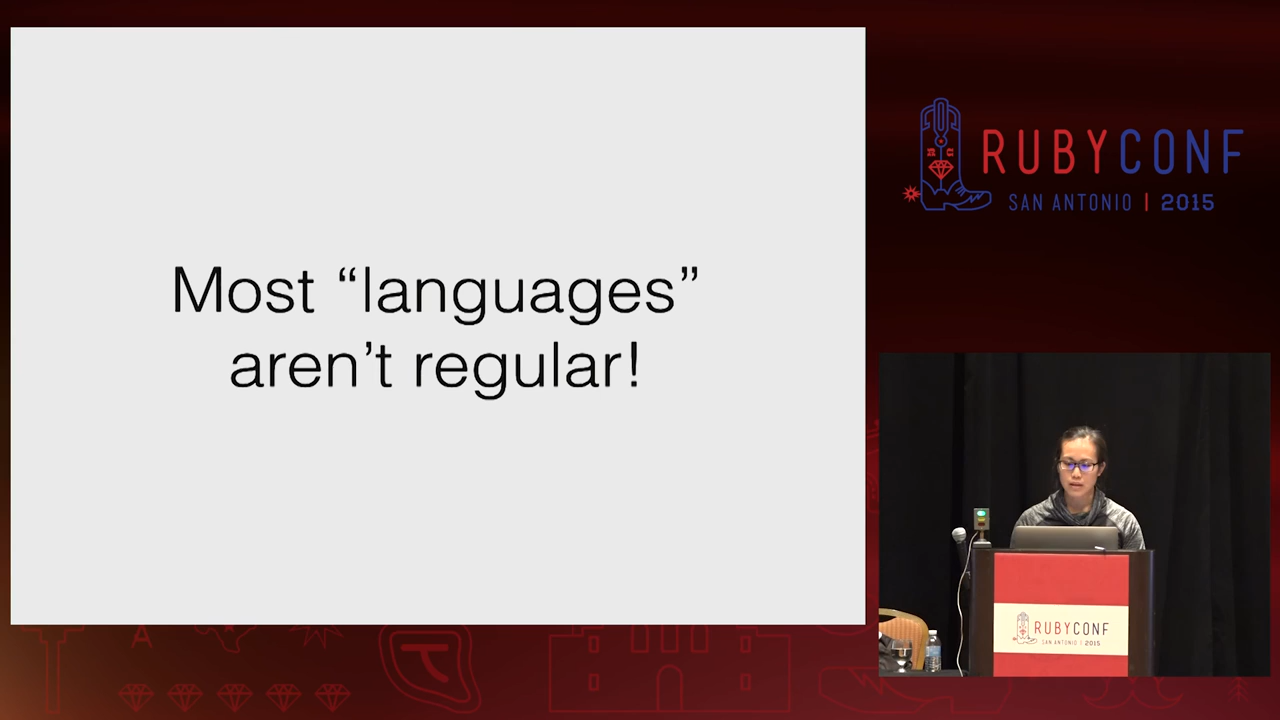 Most “languages”
aren’t regular!
RUBYCONF
SAN ANTONIO | 2015
RUBYCONF
SAN ANTONIO | 2015